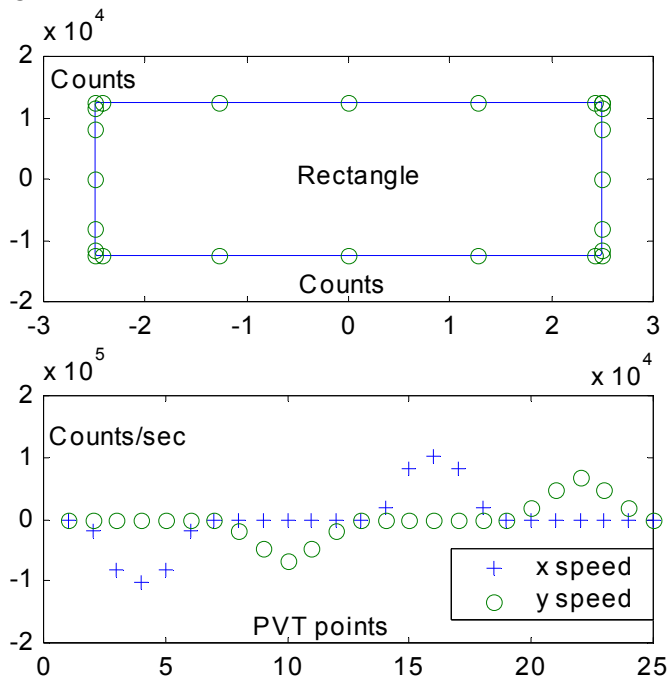 x 10^4
2
Counts
1
0
Rectangle
-1
Counts
-2
-3 -2 -1 0 1 2 3
x 10^4
x 10^5
2
Counts/sec
1
0
-1
x speed
y speed
PVT points
-2
0 5 10 15 20 25